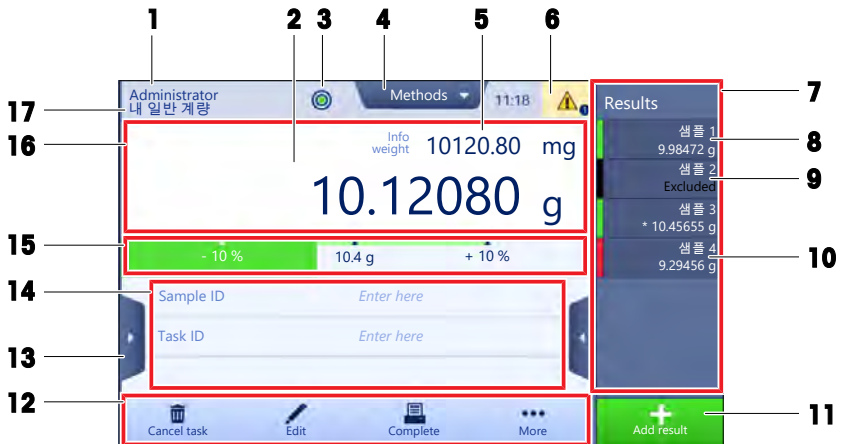 1 2 3 4 5 6
Administrator
내 일반 계량
Methods
11:18
Results
7
17
16
Info
weight
10120.80 mg
10.12080 g
샘플 1
9.98472 g
8
샘플 2
Excluded
9
샘플 3
* 10.45655 g
샘플 4
9.29456 g
10
15
- 10 % 10.4 g + 10 %
14
Sample ID Enter here
Task ID Enter here
13
12
Cancel task Edit Complete More
Add result
11